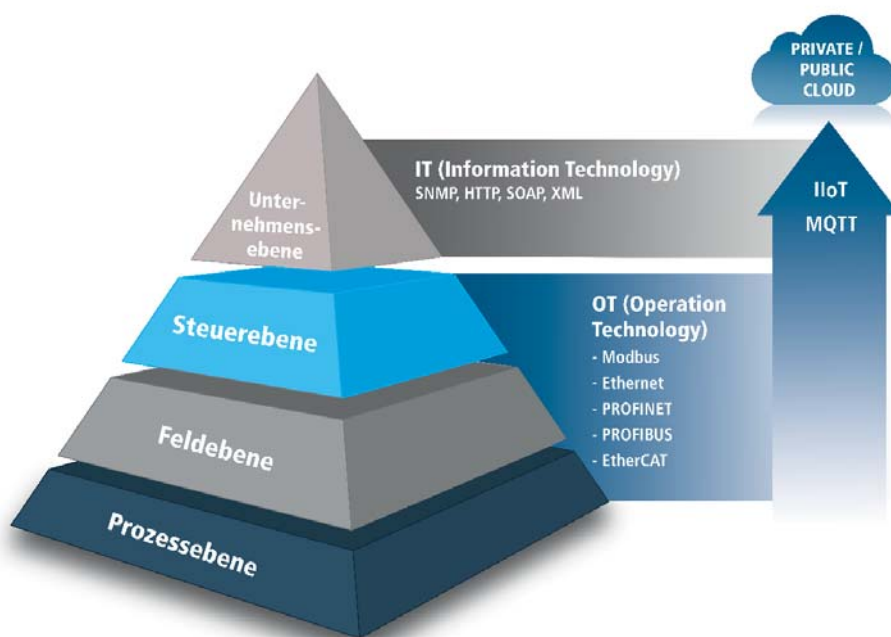 PRIVATE /
PUBLIC
CLOUD
IT (Information Technology)
SNMP, HTTP, SOAP, XML
IIoT
MQTT
Unter-
nehmens-
ebene
OT (Operation
Technology)
- Modbus
- Ethernet
- PROFINET
- PROFIBUS
- EtherCAT
Steuerebene
Feldebene
Prozessebene